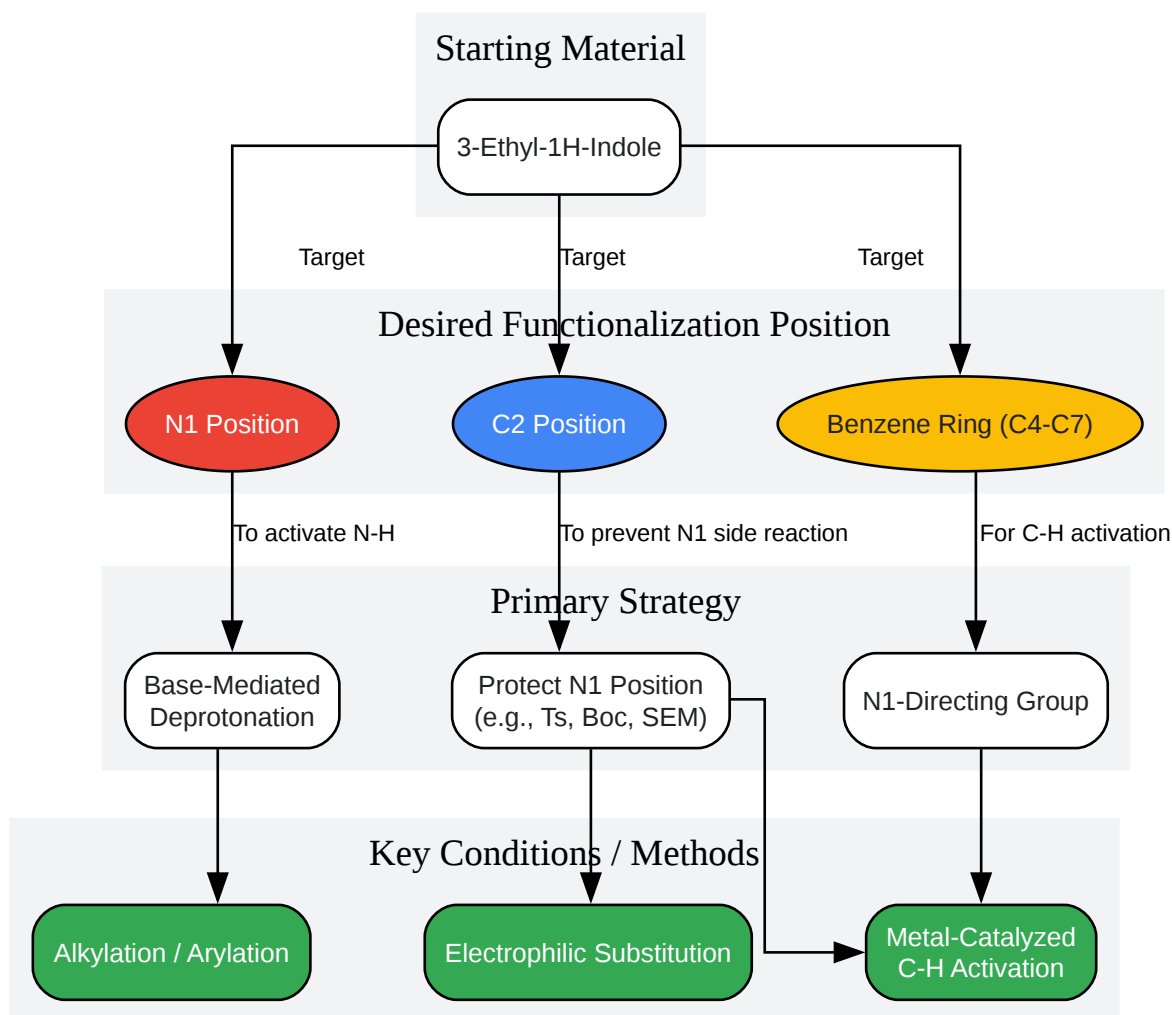 Starting Material
3-Ethyl-1H-Indole
Target
Target
Target
Desired Functionalization Position
N1 Position
C2 Position
Benzene Ring (C4-C7)
To activate N-H
To prevent N1 side reaction
For C-H activation
Primary Strategy
Base-Mediated
Deprotonation
Protect N1 Position
(e.g., Ts, Boc, SEM)
N1-Directing Group
Key Conditions / Methods
Alkylation / Arylation
Electrophilic Substitution
Metal-Catalyzed
C-H Activation